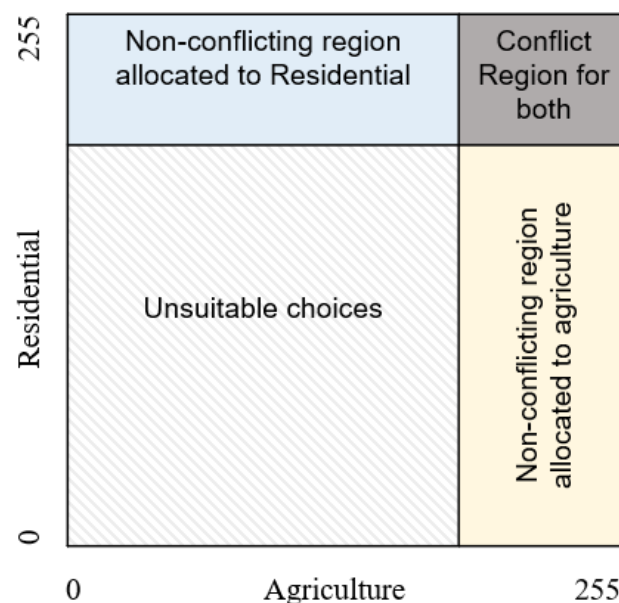 255
Non-conflicting region
allocated to Residential
Conflict
Region for
both
Residential
Unsuitable choices
Non-conflicting region
allocated to agriculture
0
0
Agriculture
255